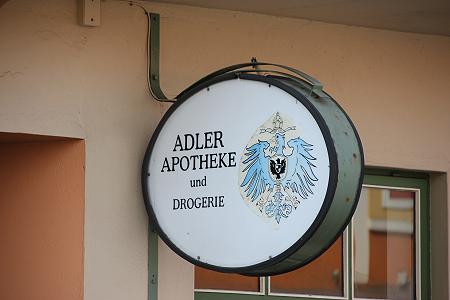 ADLER
APOTHEKE
und
DROGERIE